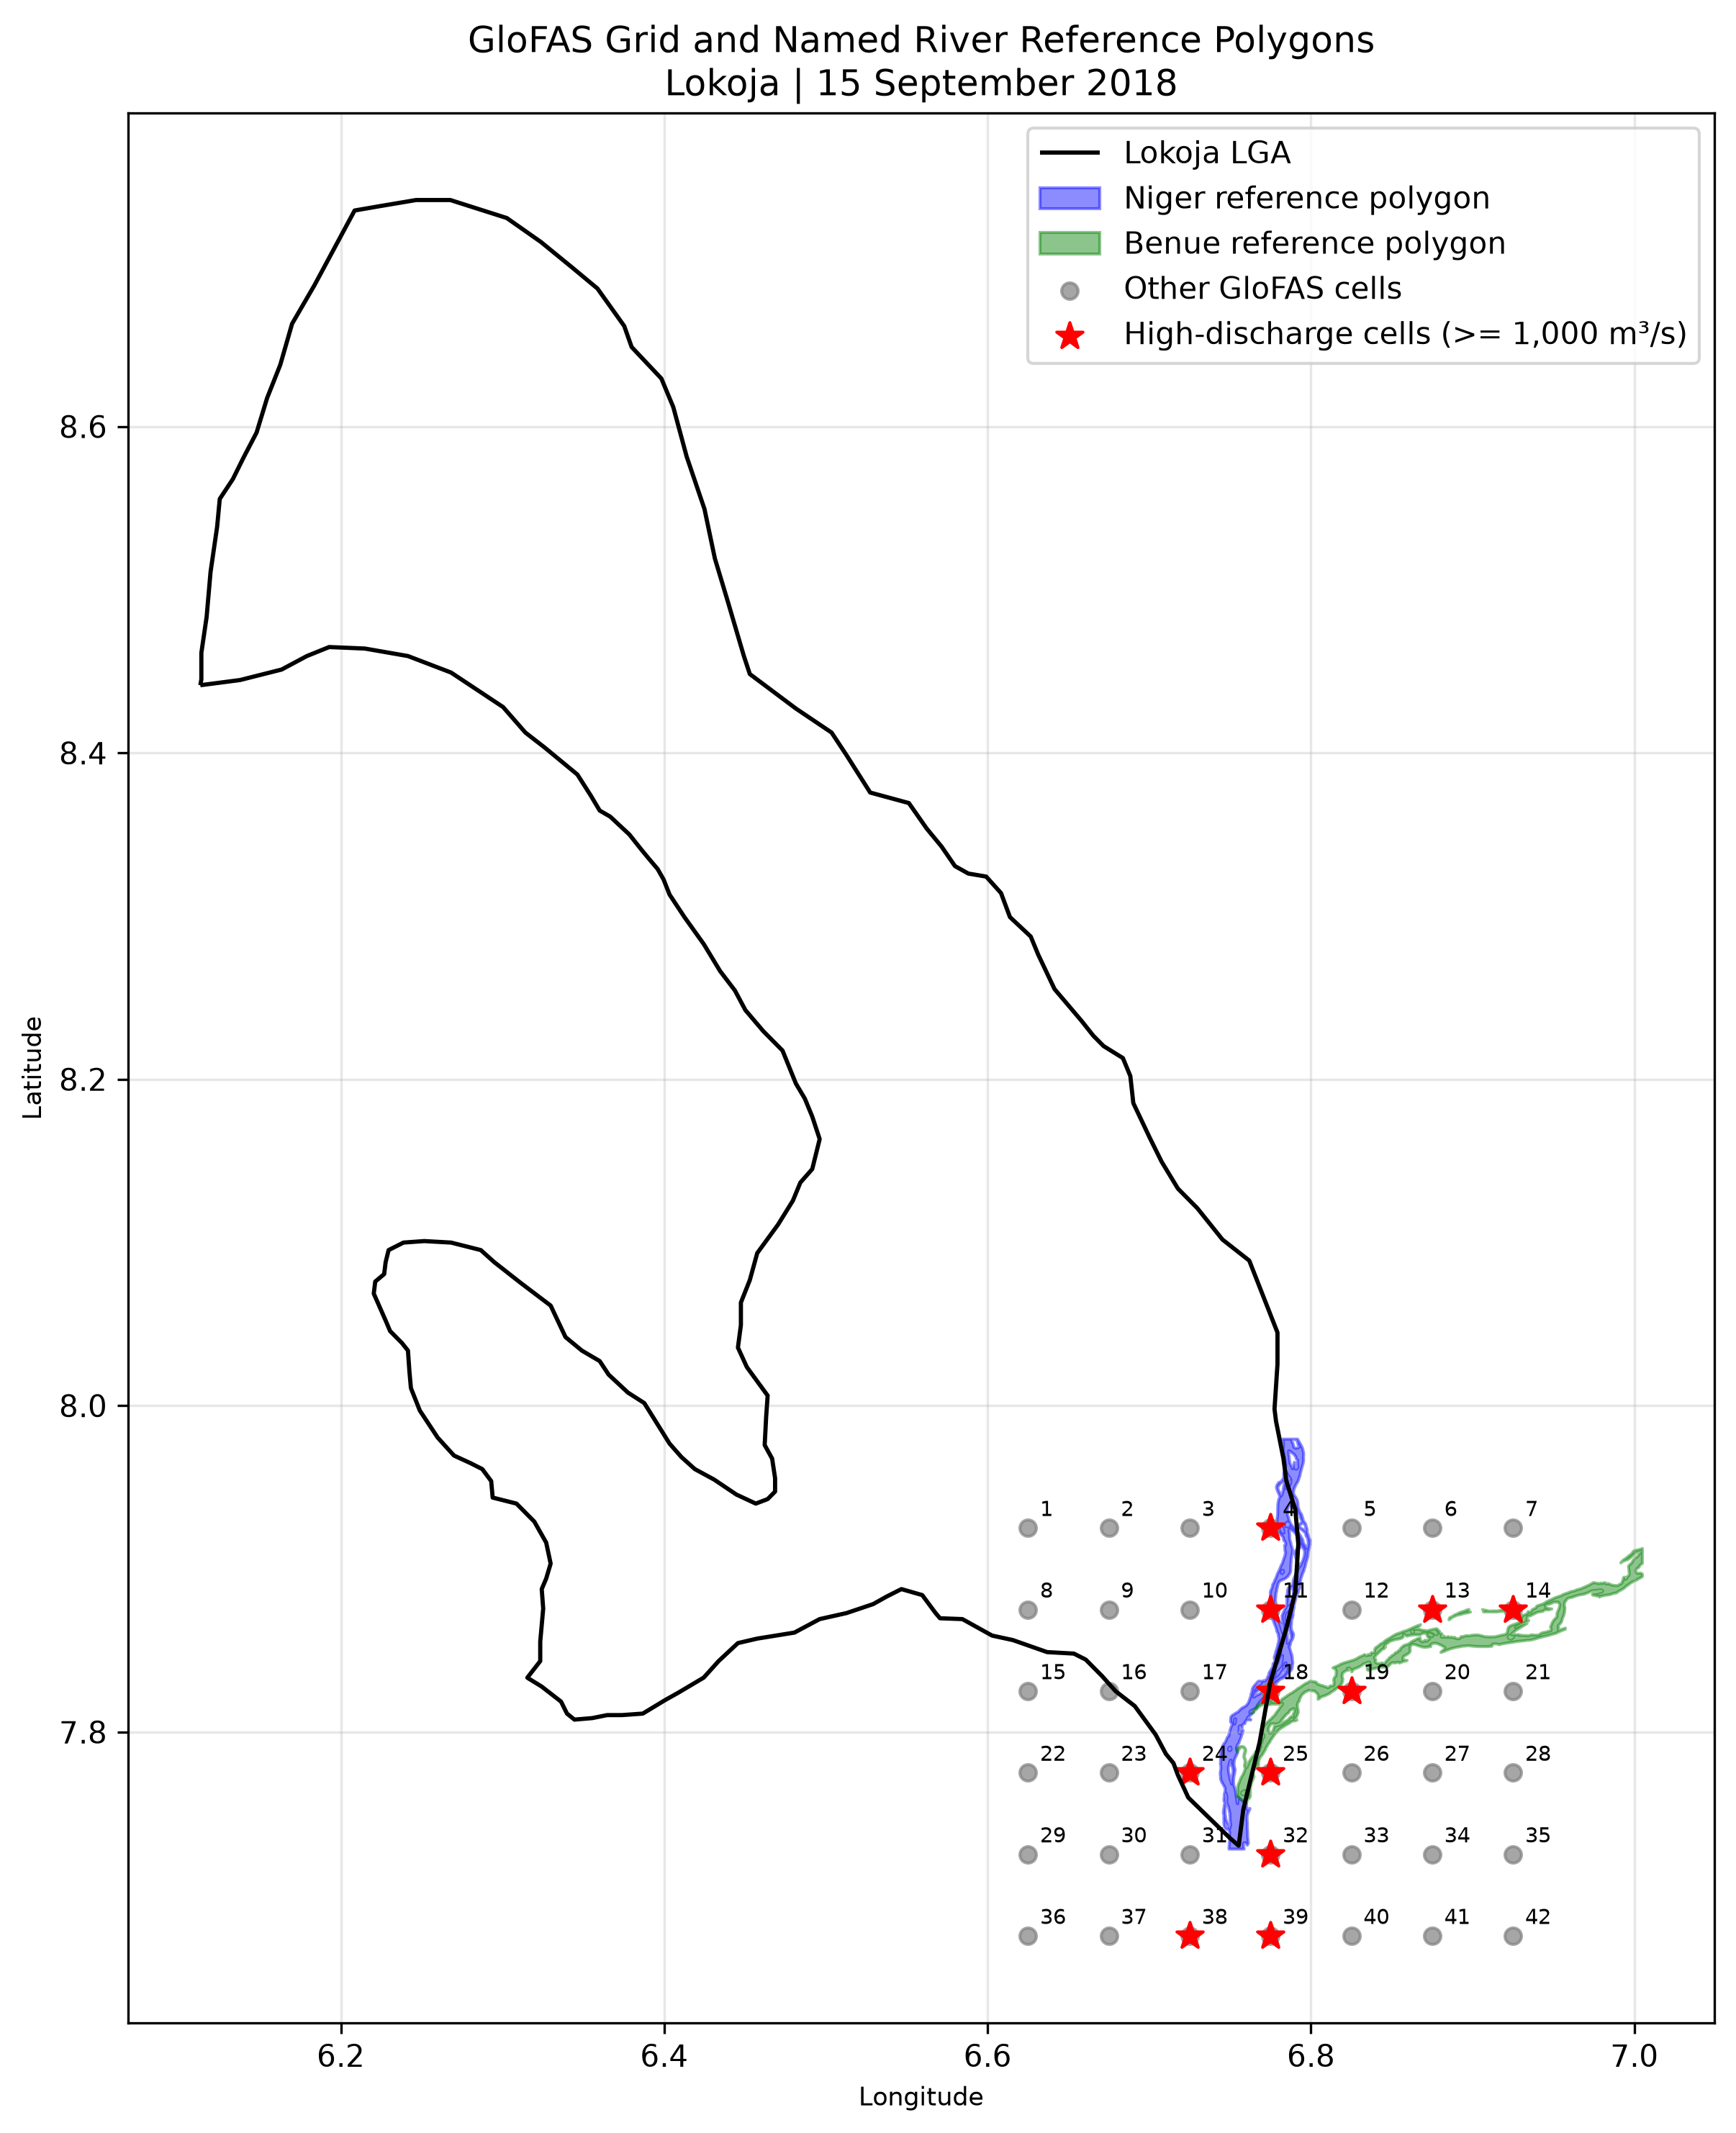 GloFAS Grid and Named River Reference Polygons
Lokoja | 15 September 2018
Lokoja LGA
Niger reference polygon
Benue reference polygon
Other GloFAS cells
High-discharge cells (>= 1,000 m³/s)
8.6
8.4
8.2
8.0
7.8
Latitude
1 2 3 4 5 6 7
8 9 10 11 12 13 14
15 16 17 18 19 20 21
22 23 24 25 26 27 28
29 30 31 32 33 34 35
36 37 38 39 40 41 42
6.2 6.4 6.6 6.8 7.0
Longitude